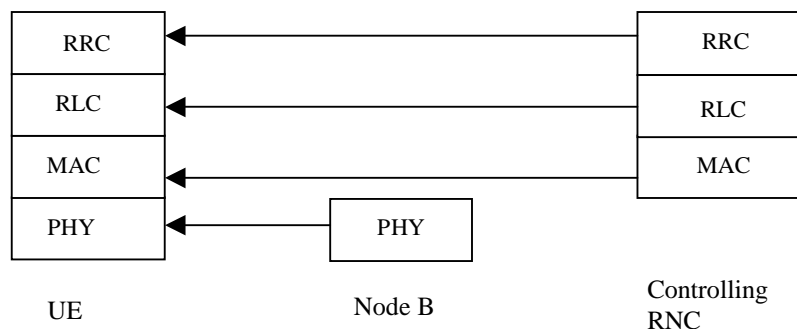 RRC
RRC
RLC
RLC
MAC
MAC
PHY
PHY
UE
Node B
Controlling
RNC